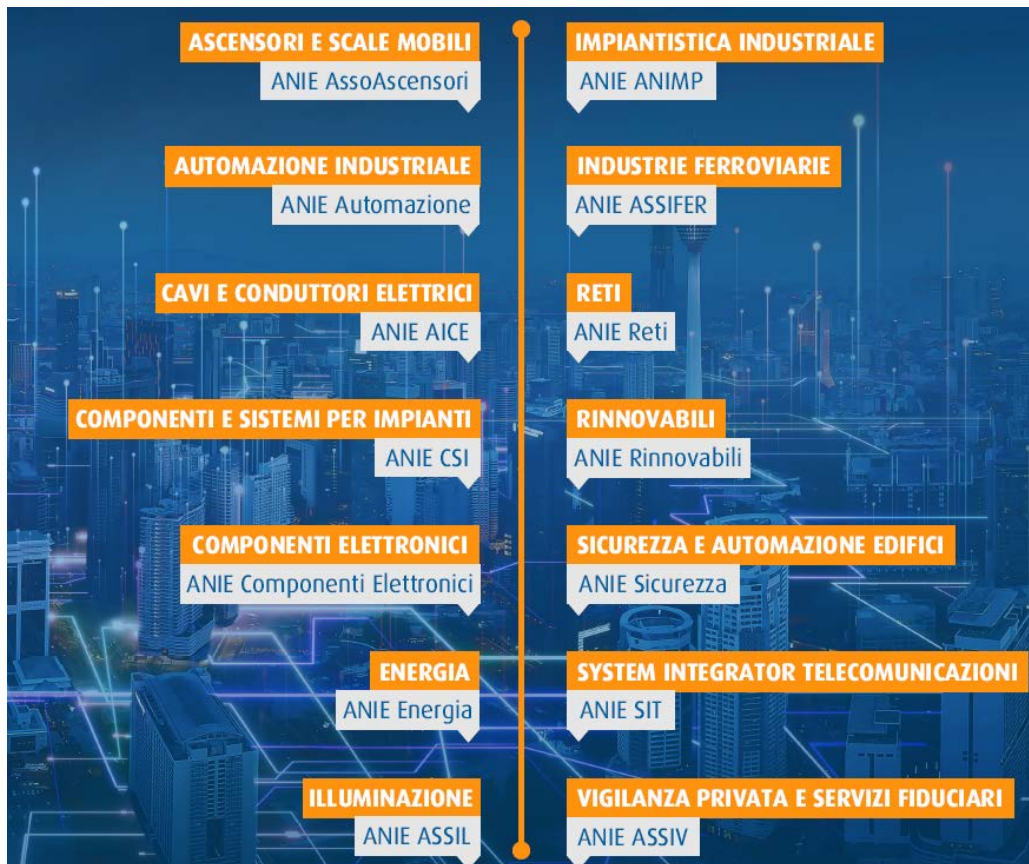 ASCENSORI E SCALE MOBILI
ANIE AssoAscensori
AUTOMAZIONE INDUSTRIALE
ANIE Automazione
CAVI E CONDUTTORI ELETTRICI
ANIE AICE
COMPONENTI E SISTEMI PER IMPIANTI
ANIE CSI
COMPONENTI ELETTRONICI
ANIE Componenti Elettronici
ENERGIA
ANIE Energia
ILLUMINAZIONE
ANIE ASSIL
IMPIANTISTICA INDUSTRIALE
ANIE ANIMP
INDUSTRIE FERROVIARIE
ANIE ASSIFER
RETI
ANIE Reti
RINNOVABILI
ANIE Rinnovabili
SICUREZZA E AUTOMAZIONE EDIFICI
ANIE Sicurezza
SYSTEM INTEGRATOR TELECOMUNICAZIONI
ANIE SIT
VIGILANZA PRIVATA E SERVIZI FIDUCIARI
ANIE ASSIV